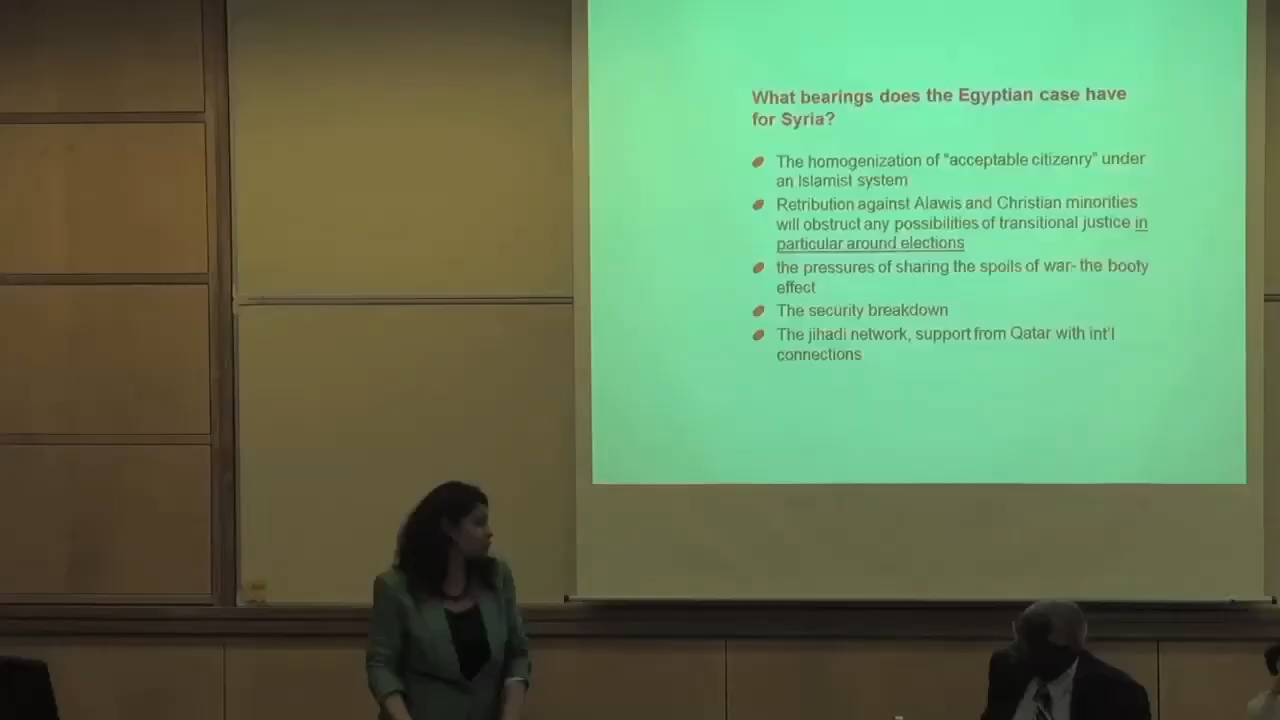 What bearings does the Egyptian case have
for Syria?
The homogenization of "acceptable citizenry" under
an Islamist system
Retribution against Alawis and Christian minorities
will obstruct any possibilities of transitional justice in
particular around elections
the pressures of sharing the spoils of war- the booty
effect
The security breakdown
The jihadi network, support from Qatar with int'l
connections